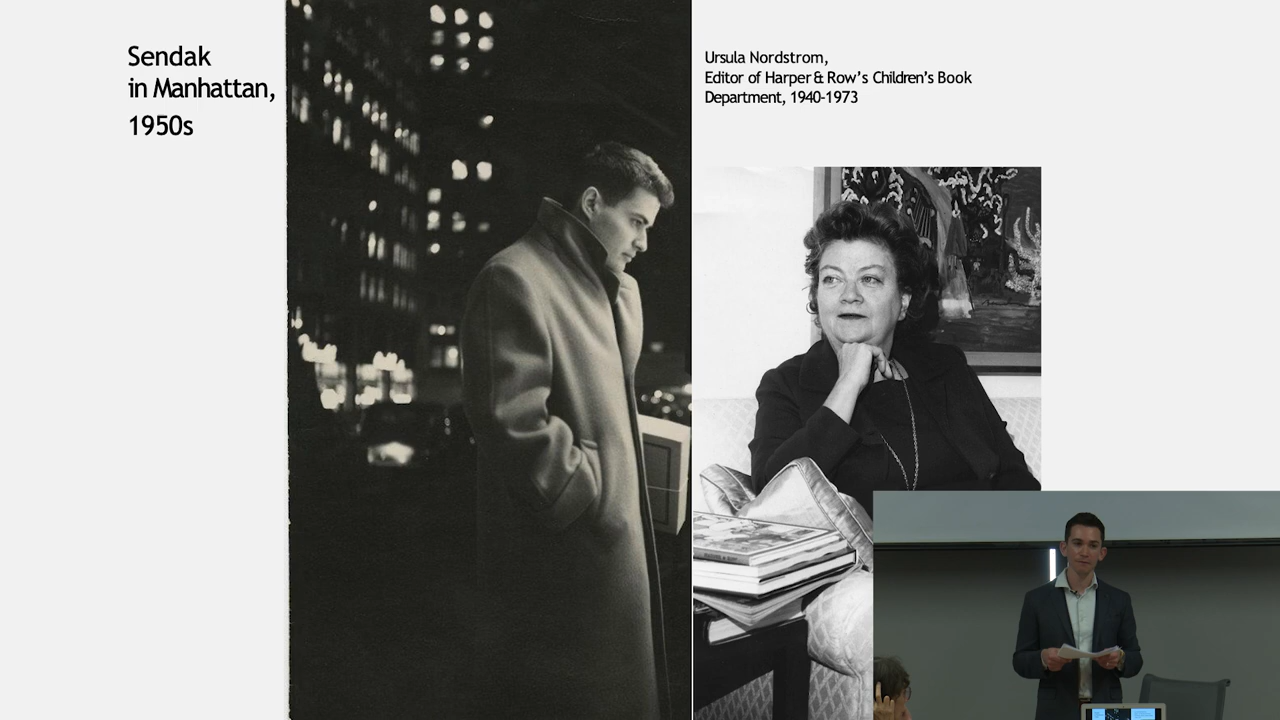 Sendak
in Manhattan,
1950s
Ursula Nordstrom,
Editor of Harper & Row's Children's Book
Department, 1940-1973